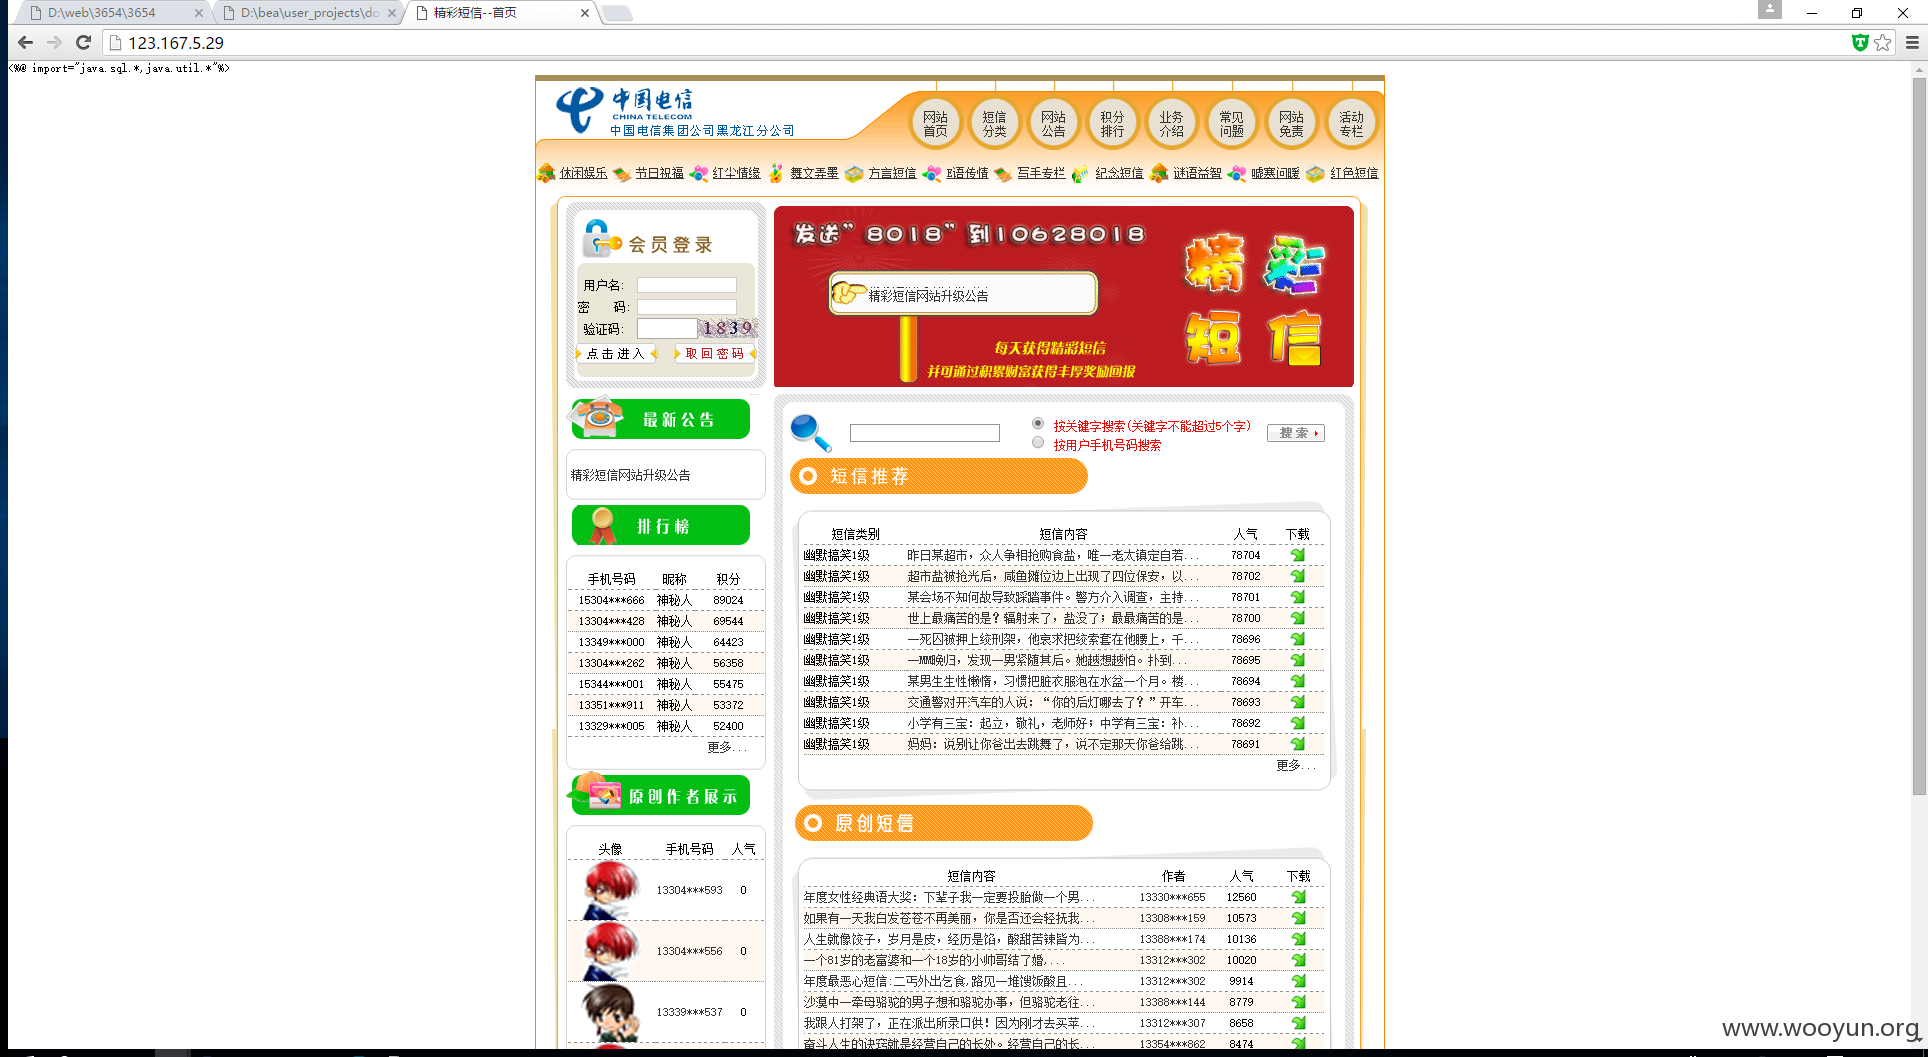 D:\web\3654\3654
D:\bea\user_projects\do
精彩短信--首页
123.167.5.29
<%@ import="java.sql.*,java.util.*"%>
中国电信
CHINA TELECOM
中国电信集团公司黑龙江分公司
网站首页 短信分类 网站公告 积分排行 业务介绍 常见问题 网站免责 活动专栏
休闲娱乐 节日祝福 红尘情缘 舞文弄墨 方言短信 E语传情 写手专栏 纪念短信 谜语益智 嘘寒问暖 红色短信
会员登录
用户名:
密 码:
验证码: 1839
点击进入 取回密码
发送”8018”到10628018
精彩短信网站升级公告
每天获得精彩短信
并可通过积累财富获得丰厚奖励回报
精彩
短信
最新公告
精彩短信网站升级公告
排行榜
手机号码 昵称 积分
15304***666 神秘人 89024
13304***428 神秘人 69544
13349***000 神秘人 64423
13304***262 神秘人 56358
15344***001 神秘人 55475
13351***911 神秘人 53372
13329***005 神秘人 52400
更多...
原创作者展示
头像 手机号码 人气
13304***593 0
13304***556 0
13339***537 0
按关键字搜索(关键字不能超过5个字)
按用户手机号码搜索
搜索
短信推荐
短信类别 短信内容 人气 下载
幽默搞笑1级 昨日某超市，众人争相抢购食盐，唯一老太镇定自若... 78704
幽默搞笑1级 超市盐被抢光后，咸鱼摊位边上出现了四位保安，以... 78702
幽默搞笑1级 某会场不知何故导致踩踏事件。警方介入调查，主持... 78701
幽默搞笑1级 世上最痛苦的是？辐射来了，盐没了；最最痛苦的是... 78700
幽默搞笑1级 一死囚被押上绞刑架，他哀求把绞索套在他腰上，千... 78696
幽默搞笑1级 一MM晚归，发现一男紧随其后。她越想越怕。扑到... 78695
幽默搞笑1级 某男生生性懒惰，习惯把脏衣服泡在水盆一个月。楼... 78694
幽默搞笑1级 交通警对开汽车的人说：“你的后灯哪去了？”开车... 78693
幽默搞笑1级 小学有三宝：起立，敬礼，老师好；中学有三宝：补... 78692
幽默搞笑1级 妈妈：说别让你爸出去跳舞了，说不定那天你爸给跳... 78691
更多...
原创短信
短信内容 作者 人气 下载
年度女性经典语大奖：下辈子我一定要投胎做一个男... 13330***655 12560
如果有一天我白发苍苍不再美丽，你是否还会轻抚我... 13308***159 10573
人生就像饺子，岁月是皮，经历是馅，酸甜苦辣皆为... 13388***174 10136
一个81岁的老富婆和一个18岁的小帅哥结了婚,... 13312***302 10020
年度最恶心短信:二丐外出乞食,路见一堆馊饭酸且... 13312***302 9914
沙漠中一牵母骆驼的男子想和骆驼办事，但骆驼老往... 13388***144 8779
我跟人打架了，正在派出所录口供！因为刚才去买苹... 13312***307 8658
奋斗人生的诀窍就是经营自己的长处。经营自己的长... 13354***862 8474
www.wooyun.org